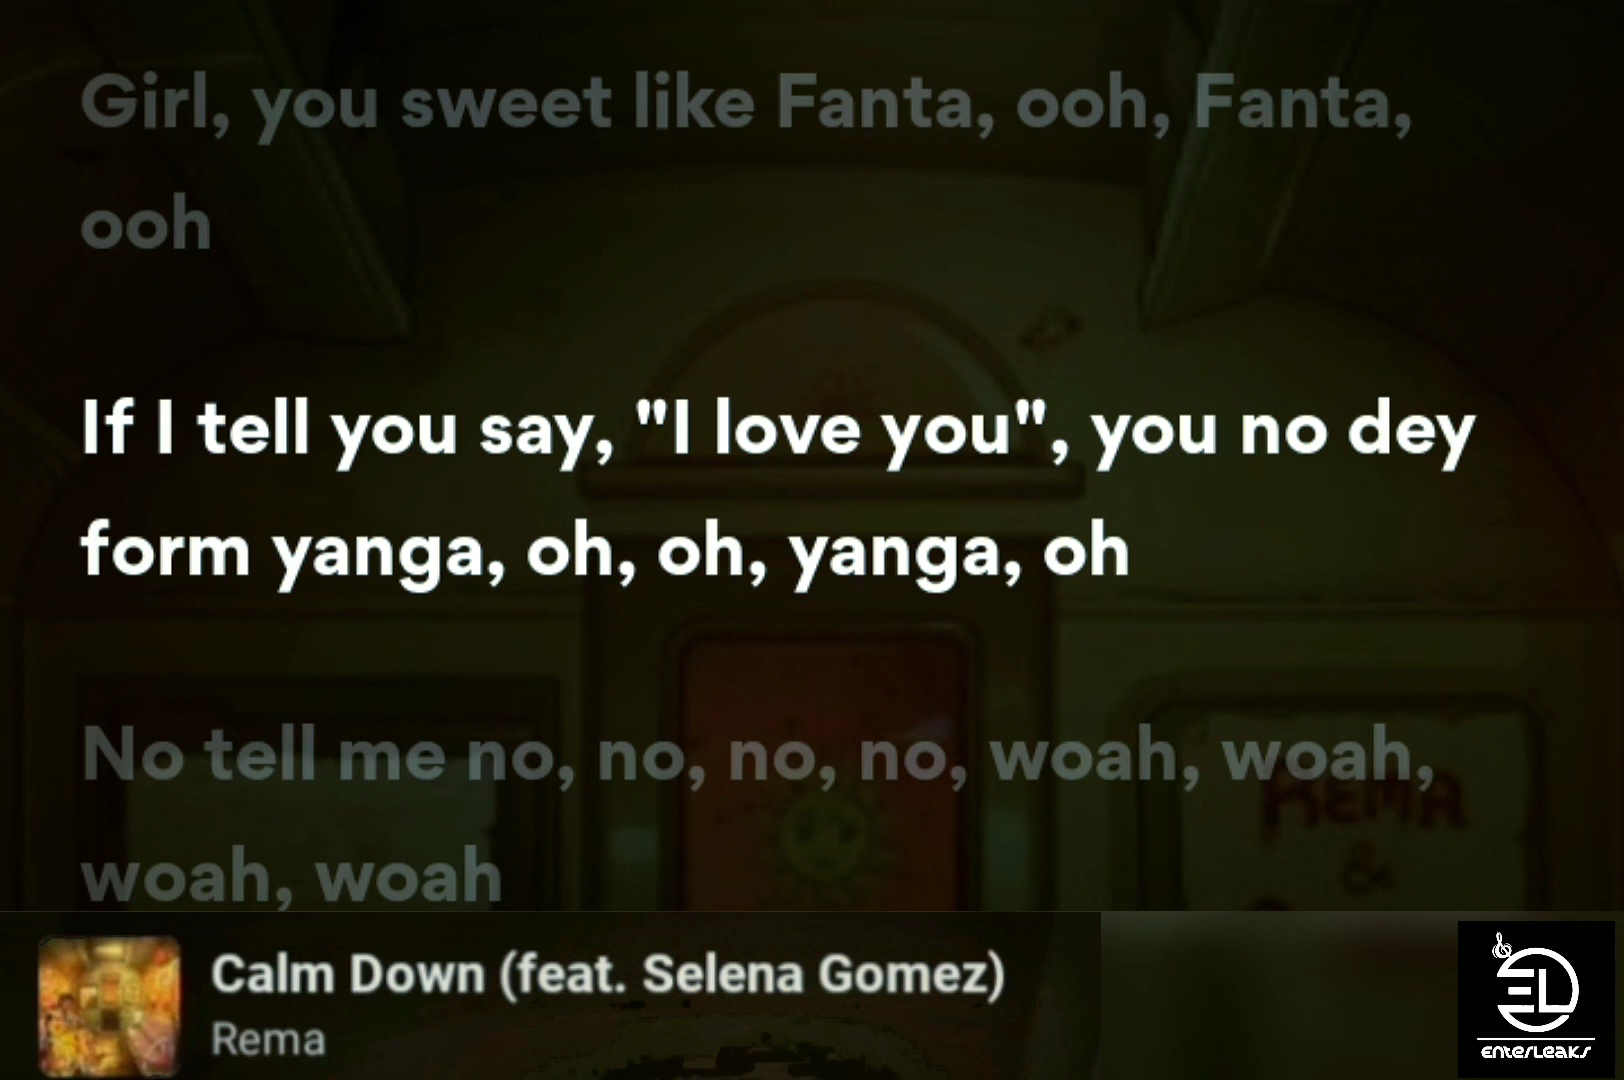 Girl, you sweet like Fanta, ooh, Fanta,
ooh
If I tell you say, "I love you", you no dey
form yanga, oh, oh, yanga, oh
No tell me no, no, no, no, woah, woah,
woah, woah
REMA
&
Calm Down (feat. Selena Gomez)
Rema
EL
ENTERLEAKS